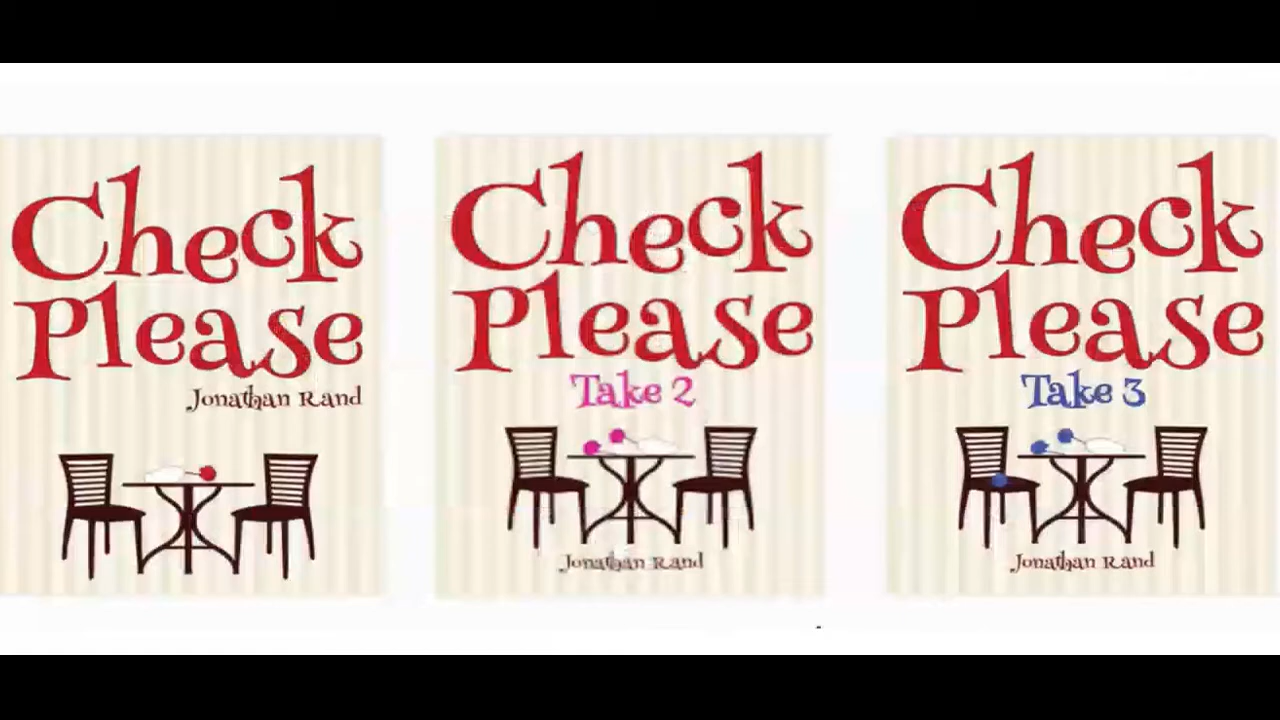 Check
Please
Jonathan Rand
Check
Please
Take 2
Jonathan Rand
Check
Please
Take 3
Jonathan Rand